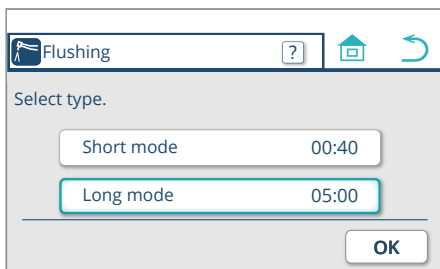 Flushing ?
Select type.
Short mode 00:40
Long mode 05:00
OK